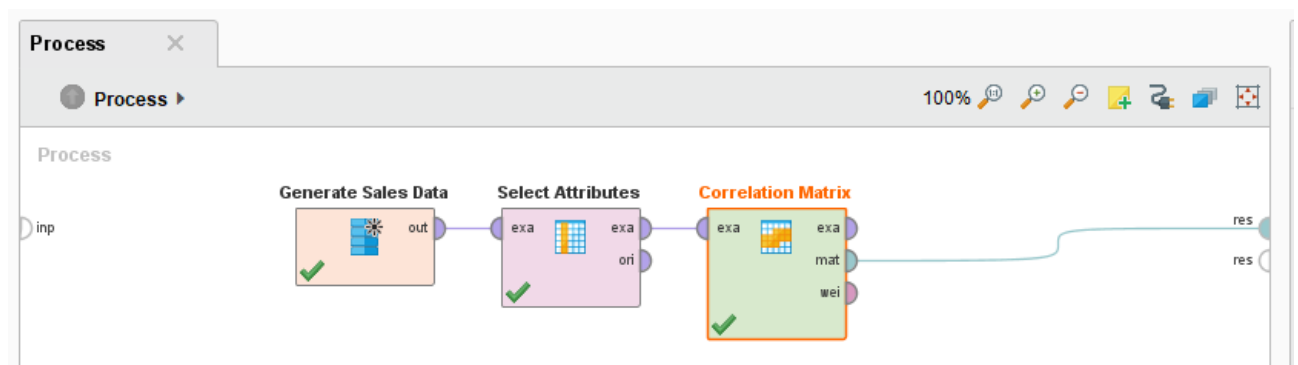 Process
Process
100%
Process
Generate Sales Data Select Attributes Correlation Matrix
inp out exa exa exa exa res
ori mat res
wei